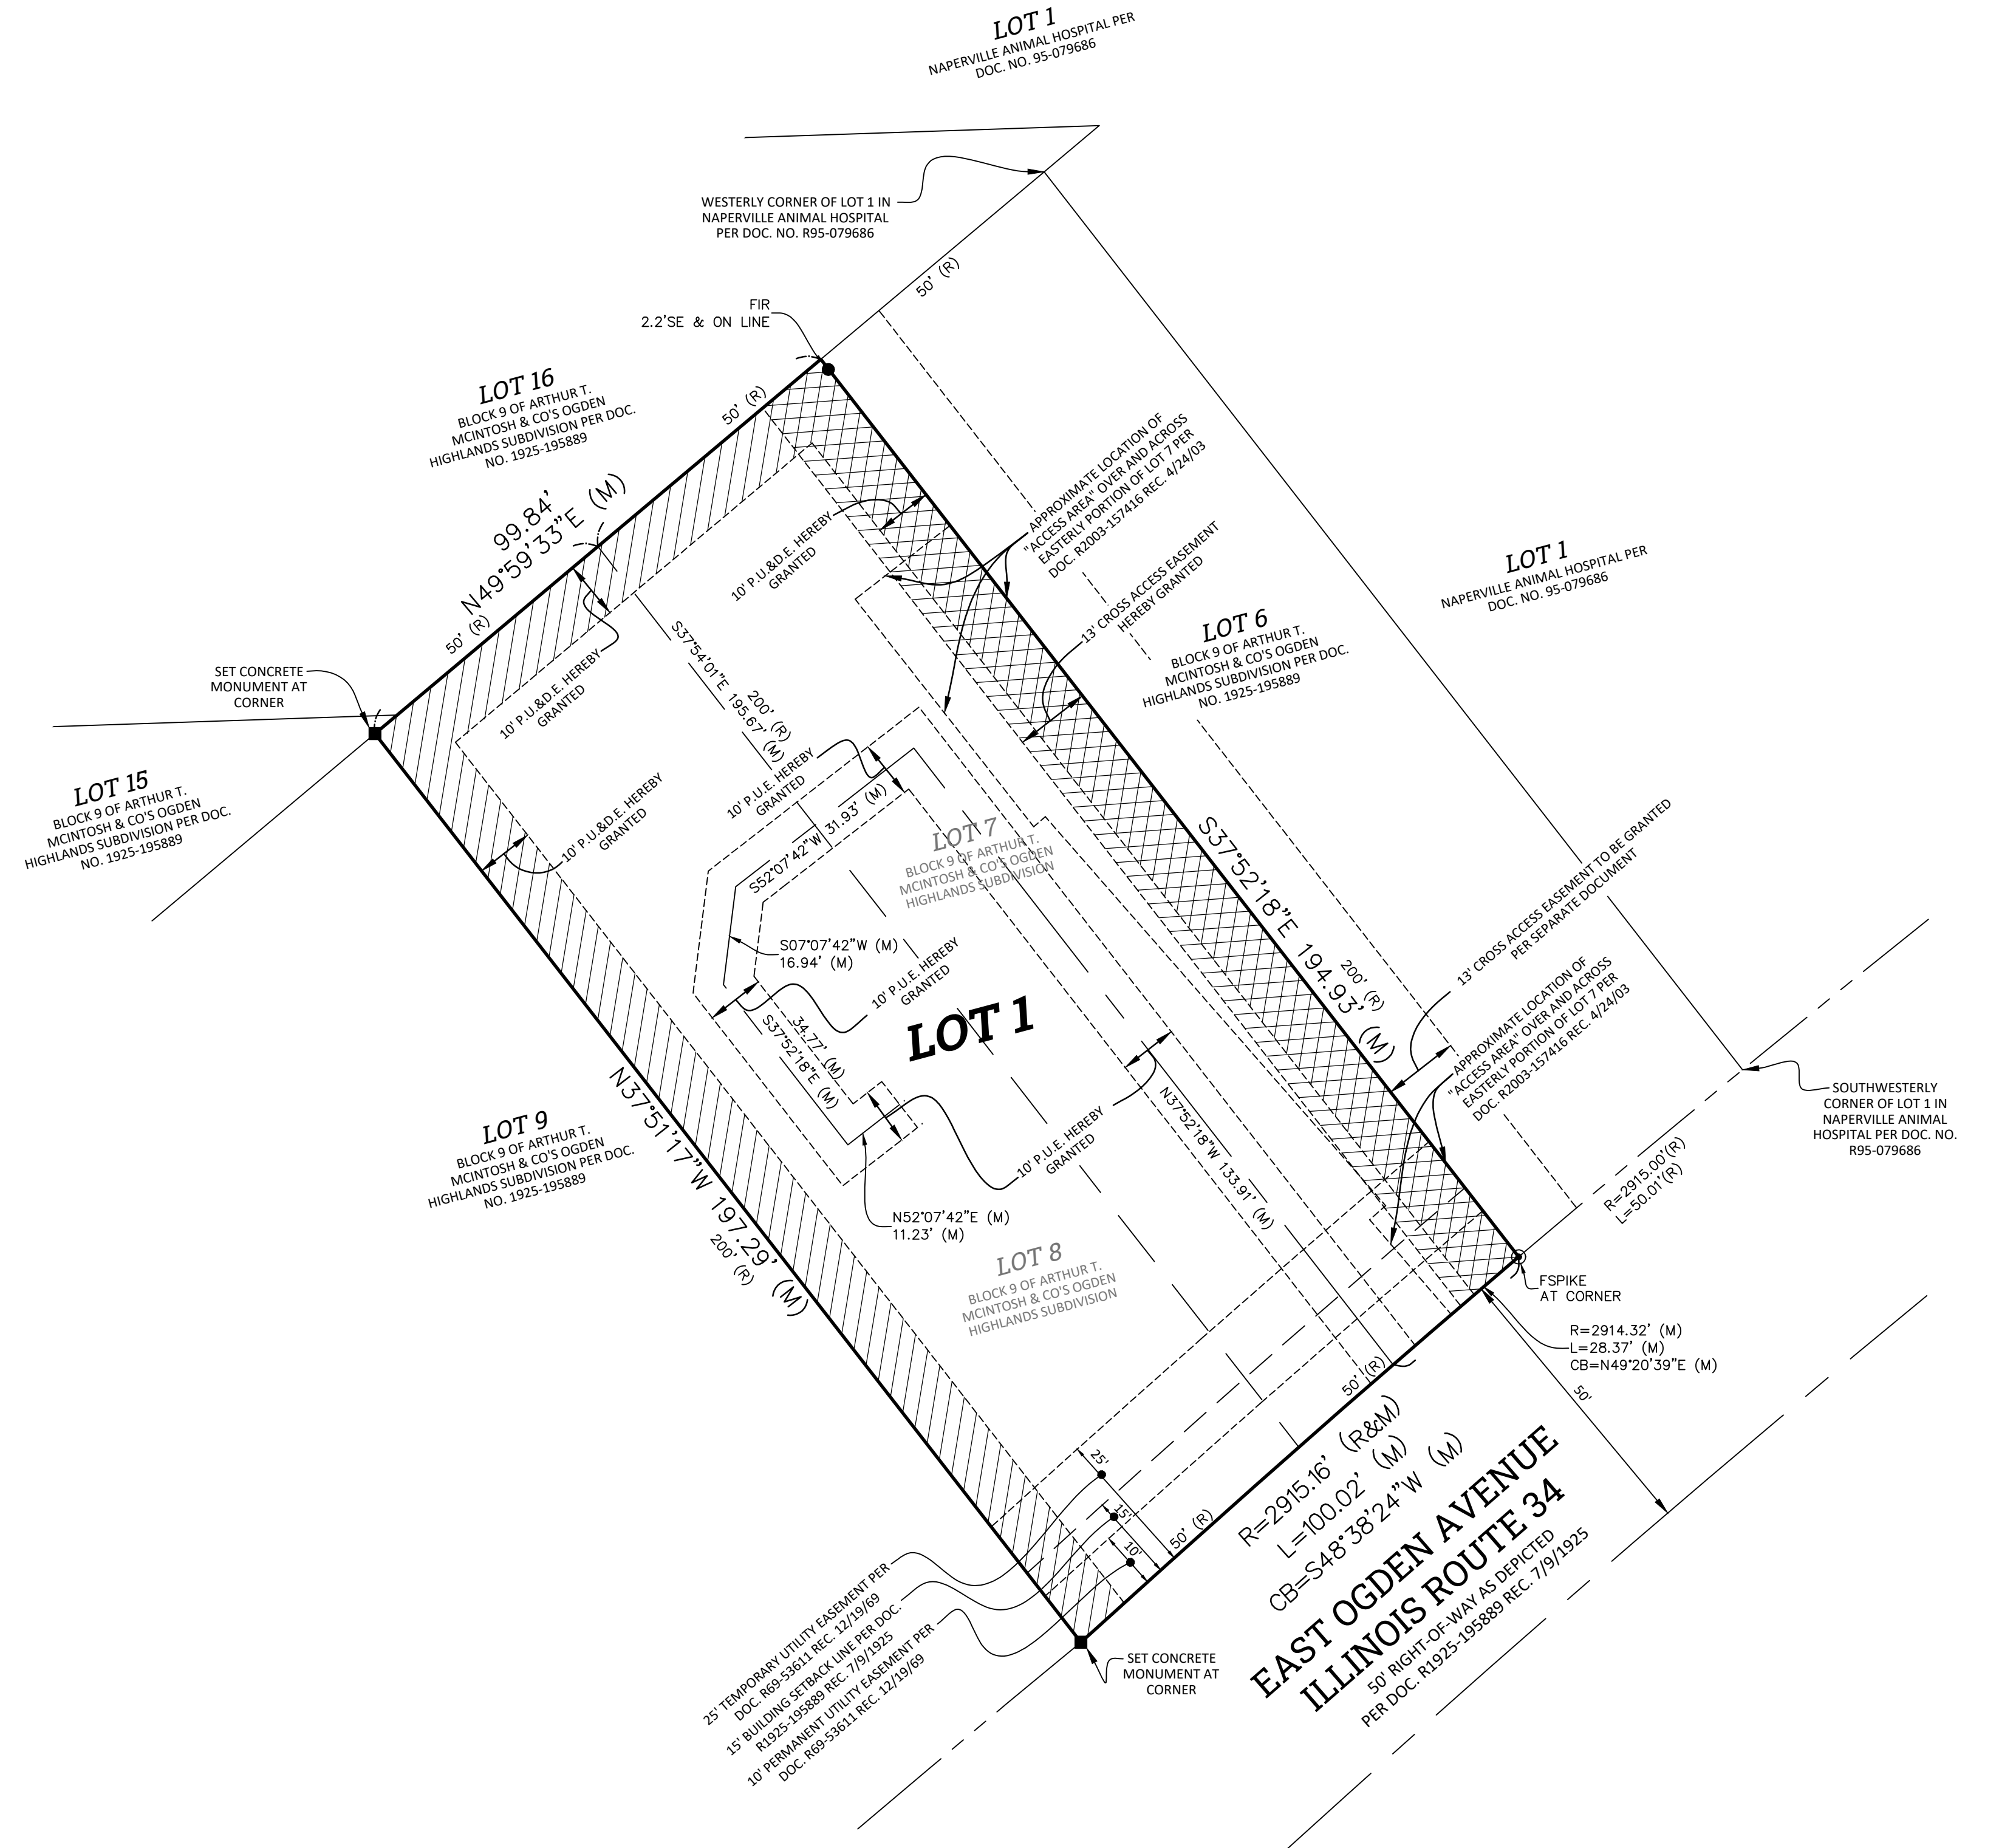 LOT 1
NAPERVILLE ANIMAL HOSPITAL PER
DOC. NO. 95-079686
WESTERLY CORNER OF LOT 1 IN
NAPERVILLE ANIMAL HOSPITAL
PER DOC. NO. R95-079686
50' (R)
FIR
2.2'SE & ON LINE
LOT 16
BLOCK 9 OF ARTHUR T.
MCINTOSH & CO'S OGDEN
HIGHLANDS SUBDIVISION PER DOC.
NO. 1925-195889
50' (R)
99.84'
N49°59'33"E (M)
50' (R)
SET CONCRETE
MONUMENT AT
CORNER
10' P.U.&D.E. HEREBY
GRANTED
10' P.U.&D.E. HEREBY
GRANTED
APPROXIMATE LOCATION OF
"ACCESS AREA" OVER AND ACROSS
EASTERLY PORTION OF LOT 7 PER
DOC. R2003-157416 REC. 4/24/03
13' CROSS ACCESS EASEMENT
HEREBY GRANTED
LOT 1
NAPERVILLE ANIMAL HOSPITAL PER
DOC. NO. 95-079686
LOT 6
BLOCK 9 OF ARTHUR T.
MCINTOSH & CO'S OGDEN
HIGHLANDS SUBDIVISION PER DOC.
NO. 1925-195889
200' (R)
S37°54'01"E 195.67' (M)
LOT 15
BLOCK 9 OF ARTHUR T.
MCINTOSH & CO'S OGDEN
HIGHLANDS SUBDIVISION PER DOC.
NO. 1925-195889
10' P.U.&D.E. HEREBY
GRANTED
10' P.U.E. HEREBY
GRANTED
S52°07'42"W 31.93' (M)
LOT 7
BLOCK 9 OF ARTHUR T.
MCINTOSH & CO'S OGDEN
HIGHLANDS SUBDIVISION
S37°52'18"E 194.93' (M)
200' (R)
13' CROSS ACCESS EASEMENT TO BE GRANTED
PER SEPARATE DOCUMENT
S07°07'42"W (M)
16.94' (M)
10' P.U.E. HEREBY
GRANTED
APPROXIMATE LOCATION OF
"ACCESS AREA" OVER AND ACROSS
EASTERLY PORTION OF LOT 7 PER
DOC. R2003-157416 REC. 4/24/03
34.77' (M)
S37°52'18"E (M)
LOT 1
LOT 9
BLOCK 9 OF ARTHUR T.
MCINTOSH & CO'S OGDEN
HIGHLANDS SUBDIVISION PER DOC.
NO. 1925-195889
N37°51'17"W 197.29' (M)
200' (R)
N52°07'42"E (M)
11.23' (M)
10' P.U.E. HEREBY
GRANTED
N37°52'18"W 133.91' (M)
SOUTHWESTERLY
CORNER OF LOT 1 IN
NAPERVILLE ANIMAL
HOSPITAL PER DOC. NO.
R95-079686
R=2915.00'(R)
L=50.01'(R)
LOT 8
BLOCK 9 OF ARTHUR T.
MCINTOSH & CO'S OGDEN
HIGHLANDS SUBDIVISION
FSPIKE
AT CORNER
R=2914.32' (M)
L=28.37' (M)
CB=N49°20'39"E (M)
50' (R)
50'
25'
15'
10'
50' (R)
R=2915.16' (R&M)
L=100.02' (M)
CB=S48°38'24"W (M)
EAST OGDEN AVENUE
ILLINOIS ROUTE 34
50' RIGHT-OF-WAY AS DEPICTED
PER DOC. R1925-195889 REC. 7/9/1925
25' TEMPORARY UTILITY EASEMENT PER
DOC. R69-53611 REC. 12/19/69
15' BUILDING SETBACK LINE PER DOC.
R1925-195889 REC. 7/9/1925
10' PERMANENT UTILITY EASEMENT PER
DOC. R69-53611 REC. 12/19/69
SET CONCRETE
MONUMENT AT
CORNER